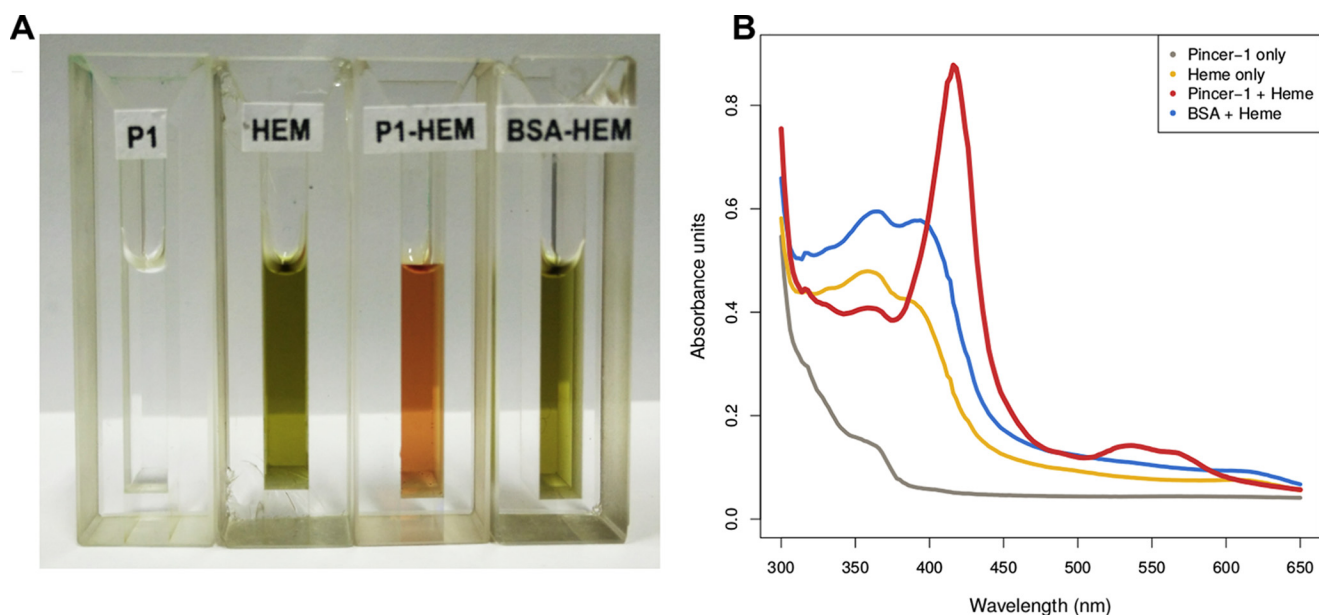 A
P1
HEM
P1-HEM
BSA-HEM
B
Pincer-1 only
Heme only
Pincer-1 + Heme
BSA + Heme
Absorbance units
0.8
0.6
0.4
0.2
0.0
300
350
400
450
500
550
600
650
Wavelength (nm)